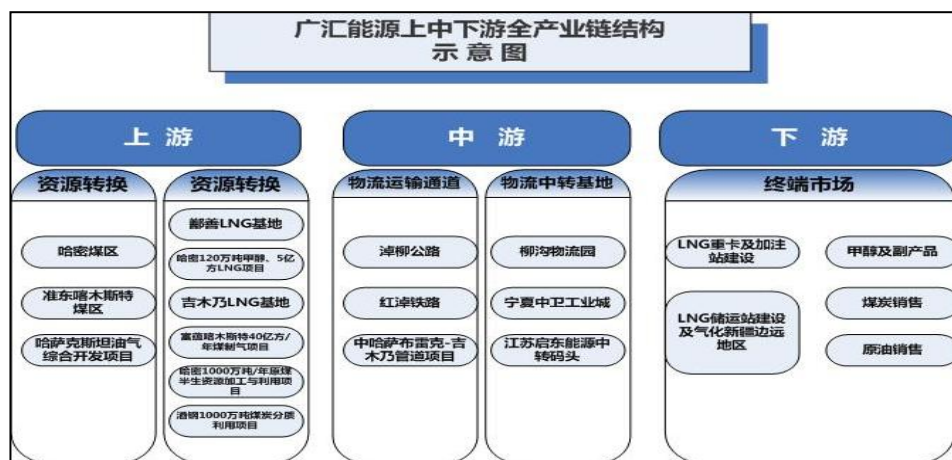 广汇能源上中下游全产业链结构
示 意 图
上 游
资源转换
哈密煤区
准东喀木斯特
煤区
哈萨克斯坦油气
综合开发项目
资源转换
鄯善LNG基地
哈密120万吨甲醇、5亿
方LNG项目
吉木乃LNG基地
富蕴喀木斯特40亿方/
年煤制气项目
哈密1000万吨/年原煤
半生资源加工与利用项
目
酒钢1000万吨煤炭分质
利用项目
中 游
物流运输通道
淖柳公路
红淖铁路
中哈萨布雷克-吉
木乃管道项目
物流中转基地
柳沟物流园
宁夏中卫工业城
江苏启东能源中
转码头
下 游
终端市场
LNG重卡及加注
站建设
LNG储运站建设
及气化新疆边远
地区
甲醇及副产品
煤炭销售
原油销售